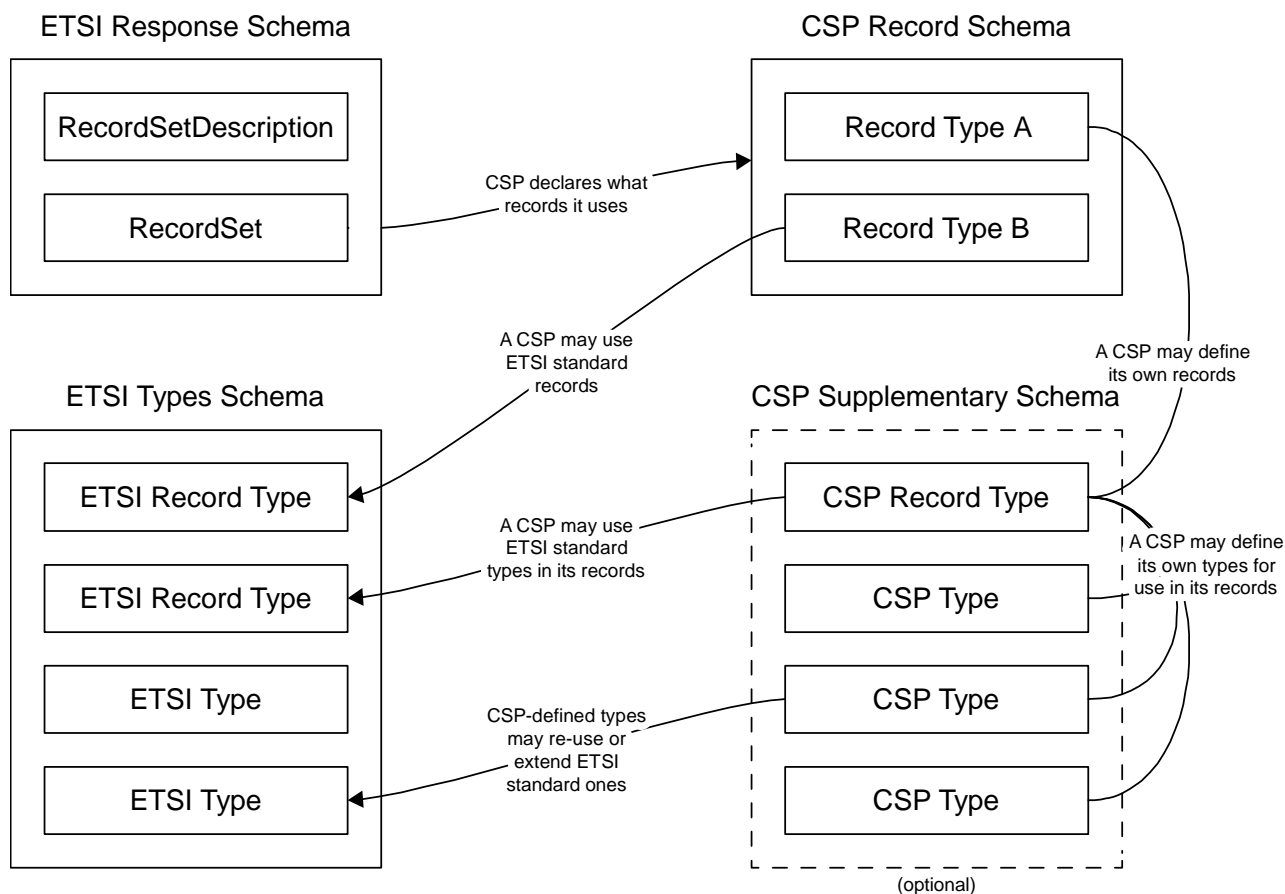 ETSI Response Schema
CSP Record Schema
RecordSetDescription
Record Type A
CSP declares what
records it uses
RecordSet
Record Type B
A CSP may use
ETSI standard
records
A CSP may define
its own records
ETSI Types Schema
CSP Supplementary Schema
ETSI Record Type
CSP Record Type
A CSP may use
ETSI standard
types in its records
A CSP may define
its own types for
use in its records
ETSI Record Type
CSP Type
ETSI Type
CSP Type
CSP-defined types
may re-use or
extend ETSI
standard ones
ETSI Type
CSP Type
(optional)